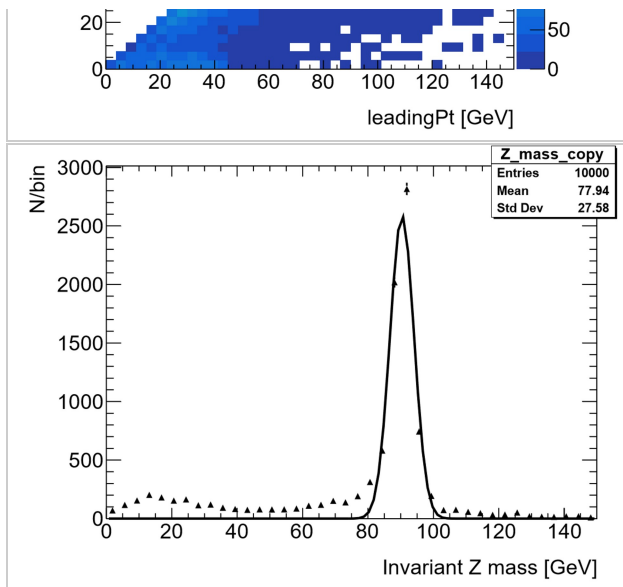 20
0
50
0
0 20 40 60 80 100 120 140
leadingPt [GeV]
Z_mass_copy
Entries 10000
Mean 77.94
Std Dev 27.58
N/bin
3000
2500
2000
1500
1000
500
0
0 20 40 60 80 100 120 140
Invariant Z mass [GeV]